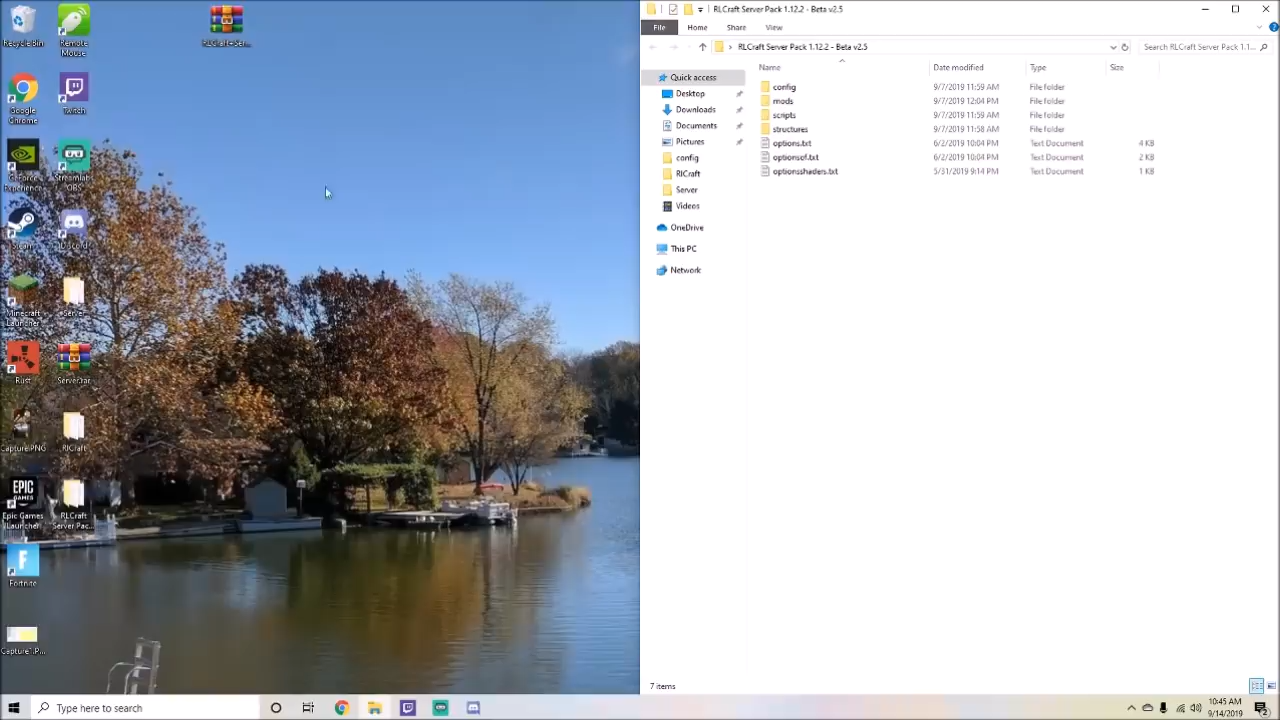 Remote
Mouse
RLCraft-Ser...
Google
Chrome
Twitch
GeForce
Experience
Streamlabs
OBS
Steam
Discord
Minecraft
Launcher
Server
Rust
Server.rar
Capture.PNG
RlCraft
Epic Games
Launcher
RLCraft
Server Pac...
Fortnite
Capture1.P...
Type here to search
RLCraft Server Pack 1.12.2 - Beta v2.5
File Home Share View
RLCraft Server Pack 1.12.2 - Beta v2.5
Search RLCraft Server Pack 1.1...
Quick access
Desktop
Downloads
Documents
Pictures
config
RlCraft
Server
Videos
OneDrive
This PC
Network
Name Date modified Type Size
config 9/7/2019 11:59 AM File folder
mods 9/7/2019 12:04 PM File folder
scripts 9/7/2019 11:59 AM File folder
structures 9/7/2019 11:58 AM File folder
options.txt 6/2/2019 10:04 PM Text Document 4 KB
optionsof.txt 6/2/2019 10:04 PM Text Document 2 KB
optionsshaders.txt 5/31/2019 9:14 PM Text Document 1 KB
7 items
10:45 AM
9/14/2019